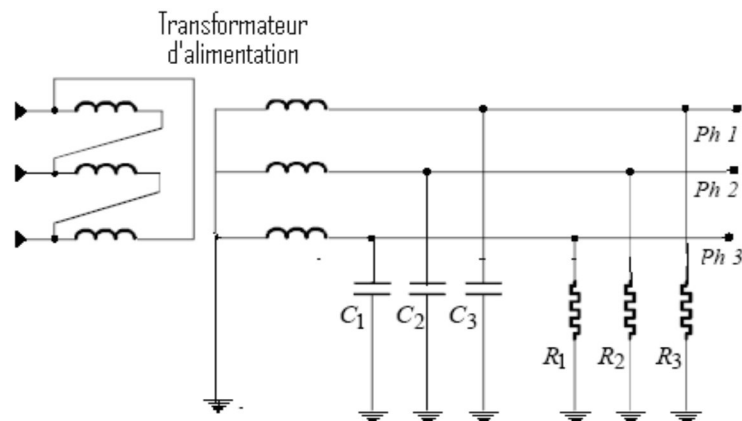 Transformateur
d'alimentation
Ph 1
Ph 2
Ph 3
C1 C2 C3
R1 R2 R3